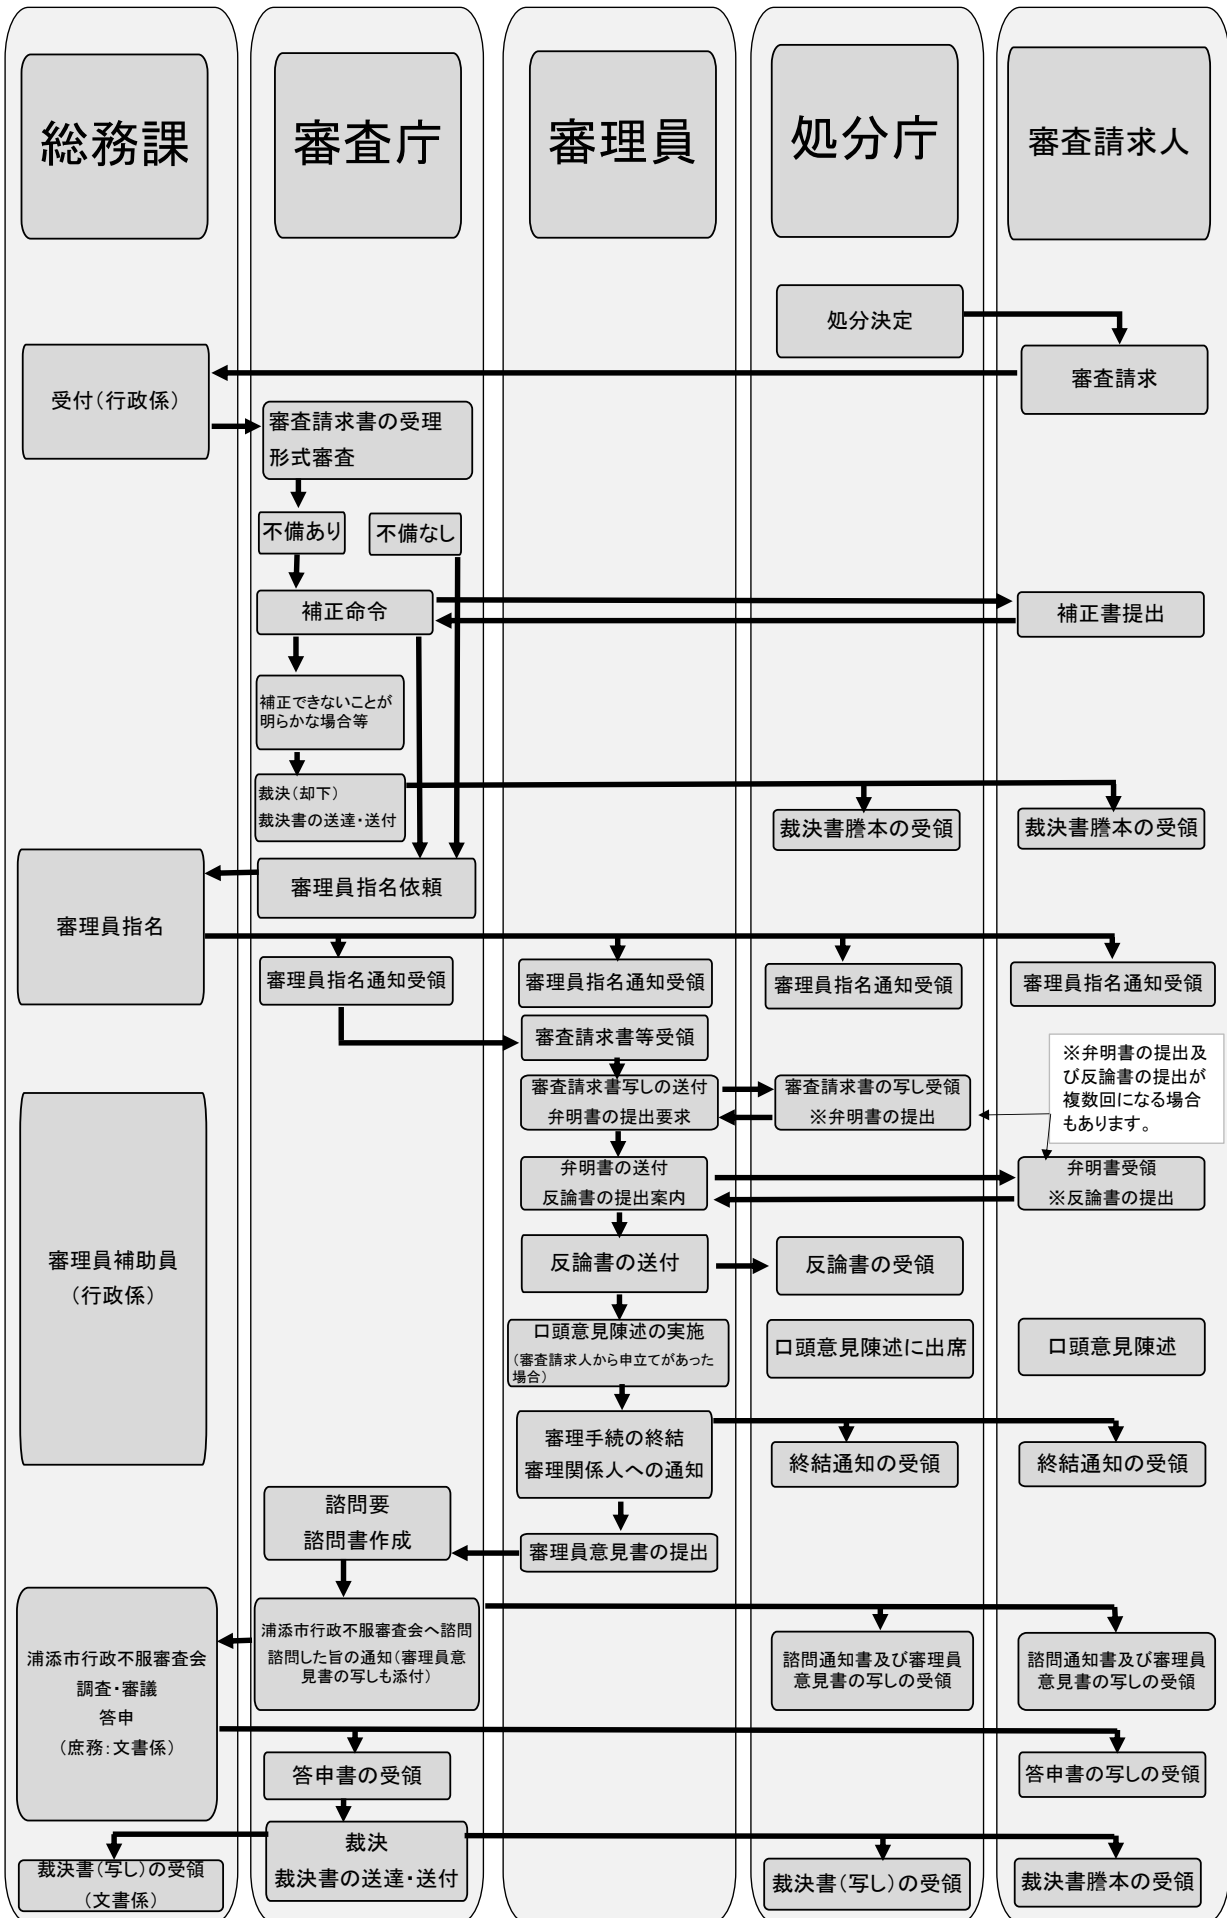 総務課
審査庁
審理員
処分庁
審査請求人
処分決定
審査請求
受付（行政係）
審査請求書の受理
形式審査
不備あり
不備なし
補正命令
補正書提出
補正できないことが
明らかな場合等
裁決（却下）
裁決書の送達・送付
裁決書謄本の受領
裁決書謄本の受領
審理員指名依頼
審理員指名
審理員指名通知受領
審理員指名通知受領
審理員指名通知受領
審理員指名通知受領
審査請求書等受領
※弁明書の提出及
び反論書の提出が
複数回になる場合
もあります。
審査請求書写しの送付
弁明書の提出要求
審査請求書の写し受領
※弁明書の提出
弁明書の送付
反論書の提出案内
弁明書受領
※反論書の提出
審理員補助員
（行政係）
反論書の送付
反論書の受領
口頭意見陳述の実施
（審査請求人から申立てがあった
場合）
口頭意見陳述に出席
口頭意見陳述
審理手続の終結
審理関係人への通知
終結通知の受領
終結通知の受領
諮問要
諮問書作成
審理員意見書の提出
浦添市行政不服審査会へ諮問
諮問した旨の通知（審理員意
見書の写しも添付）
諮問通知書及び審理員
意見書の写しの受領
諮問通知書及び審理員
意見書の写しの受領
浦添市行政不服審査会
調査・審議
答申
（庶務：文書係）
答申書の受領
答申書の写しの受領
裁決
裁決書の送達・送付
裁決書（写し）の受領
（文書係）
裁決書（写し）の受領
裁決書謄本の受領